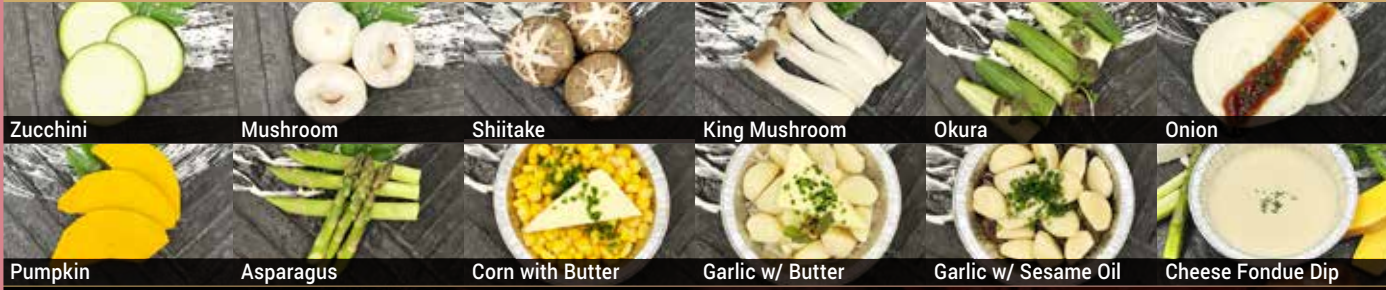 Zucchini
Mushroom
Shiitake
King Mushroom
Okura
Onion
Pumpkin
Asparagus
Corn with Butter
Garlic w/ Butter
Garlic w/ Sesame Oil
Cheese Fondue Dip